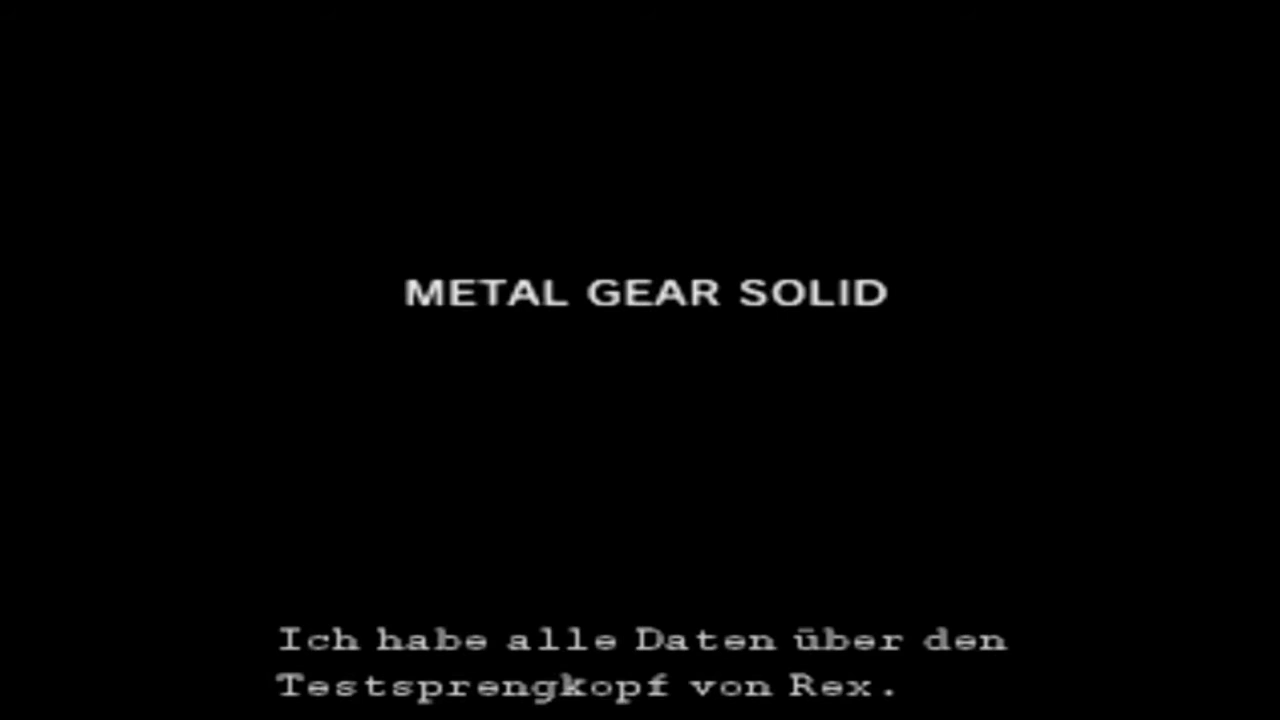 METAL GEAR SOLID
Ich habe alle Daten über den
Testsprengkopf von Rex.